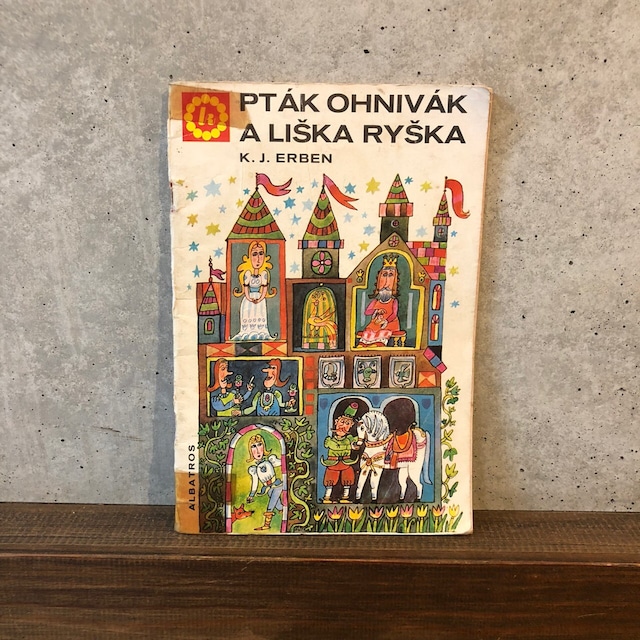 PTÁK OHNIVÁK
A LIŠKA RYŠKA
K. J. ERBEN
ALBATROS